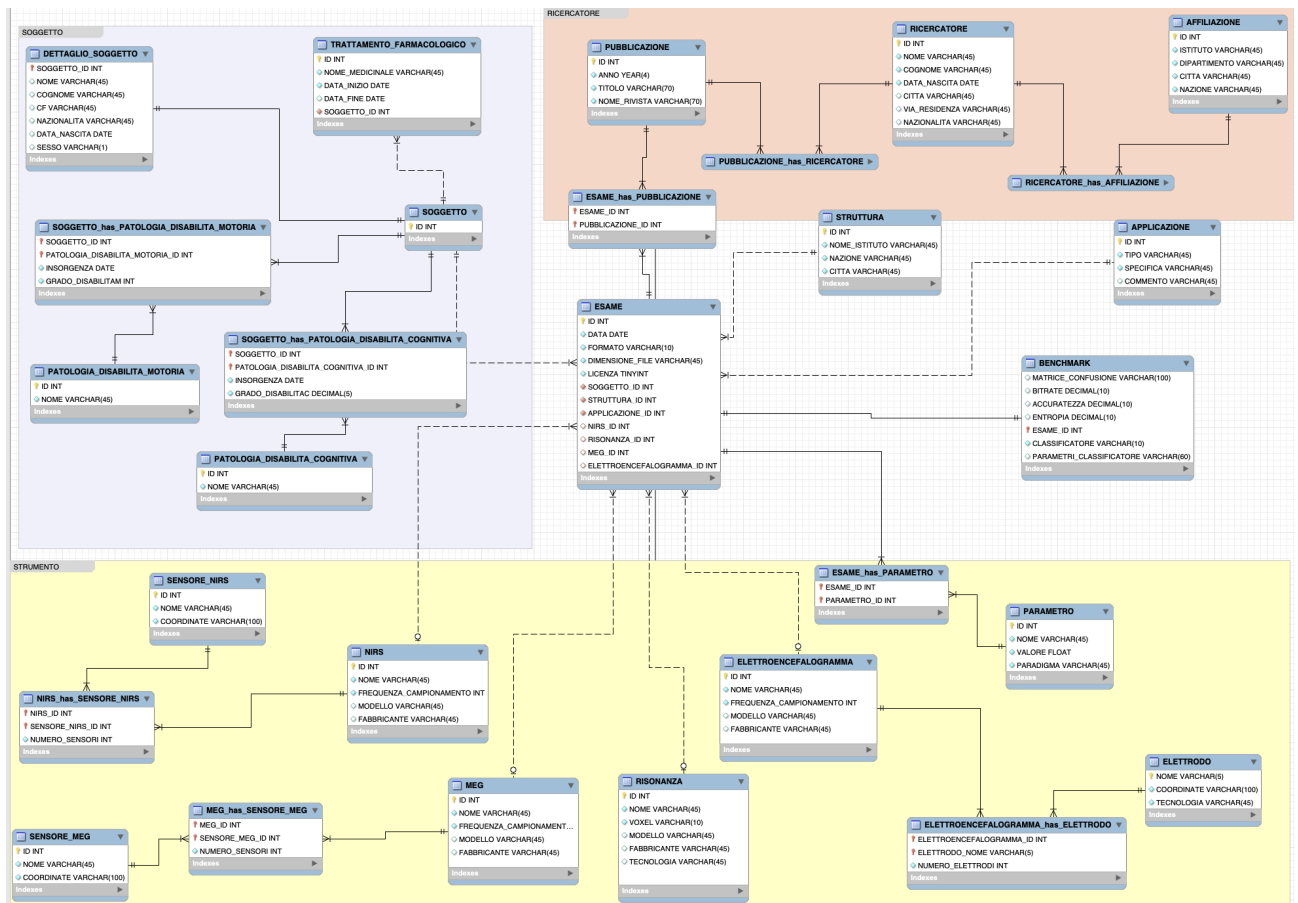 SOGGETTO
DETTAGLIO_SOGGETTO
SOGGETTO_ID INT
NOME VARCHAR(45)
COGNOME VARCHAR(45)
CF VARCHAR(45)
NAZIONALITA VARCHAR(45)
DATA_NASCITA DATE
SESSO VARCHAR(1)
Indexes
TRATTAMENTO_FARMACOLOGICO
ID INT
NOME_MEDICINALE VARCHAR(45)
DATA_INIZIO DATE
DATA_FINE DATE
SOGGETTO_ID INT
Indexes
SOGGETTO
ID INT
Indexes
SOGGETTO_has_PATOLOGIA_DISABILITA_MOTORIA
SOGGETTO_ID INT
PATOLOGIA_DISABILITA_MOTORIA_ID INT
INSORGENZA DATE
GRADO_DISABILITAM INT
Indexes
SOGGETTO_has_PATOLOGIA_DISABILITA_COGNITIVA
SOGGETTO_ID INT
PATOLOGIA_DISABILITA_COGNITIVA_ID INT
INSORGENZA DATE
GRADO_DISABILITAC DECIMAL(5)
Indexes
PATOLOGIA_DISABILITA_MOTORIA
ID INT
NOME VARCHAR(45)
Indexes
PATOLOGIA_DISABILITA_COGNITIVA
ID INT
NOME VARCHAR(45)
Indexes
RICERCATORE
PUBBLICAZIONE
ID INT
ANNO YEAR(4)
TITOLO VARCHAR(70)
NOME_RIVISTA VARCHAR(70)
Indexes
RICERCATORE
ID INT
NOME VARCHAR(45)
COGNOME VARCHAR(45)
DATA_NASCITA DATE
CITTA VARCHAR(45)
VIA_RESIDENZA VARCHAR(45)
NAZIONALITA VARCHAR(45)
Indexes
AFFILIAZIONE
ID INT
ISTITUTO VARCHAR(45)
DIPARTIMENTO VARCHAR(45)
CITTA VARCHAR(45)
NAZIONE VARCHAR(45)
Indexes
PUBBLICAZIONE_has_RICERCATORE
RICERCATORE_has_AFFILIAZIONE
ESAME_has_PUBBLICAZIONE
ESAME_ID INT
PUBBLICAZIONE_ID INT
Indexes
STRUTTURA
ID INT
NOME_ISTITUTO VARCHAR(45)
NAZIONE VARCHAR(45)
CITTA VARCHAR(45)
Indexes
APPLICAZIONE
ID INT
TIPO VARCHAR(45)
SPECIFICA VARCHAR(45)
COMMENTO VARCHAR(45)
Indexes
ESAME
ID INT
DATA DATE
FORMATO VARCHAR(10)
DIMENSIONE_FILE VARCHAR(45)
LICENZA TINYINT
SOGGETTO_ID INT
STRUTTURA_ID INT
APPLICAZIONE_ID INT
NIRS_ID INT
RISONANZA_ID INT
MEG_ID INT
ELETTROENCEFALOGRAMMA_ID INT
Indexes
BENCHMARK
MATRICE_CONFUSIONE VARCHAR(100)
BITRATE DECIMAL(10)
ACCURATEZZA DECIMAL(10)
ENTROPIA DECIMAL(10)
ESAME_ID INT
CLASSIFICATORE VARCHAR(10)
PARAMETRI_CLASSIFICATORE VARCHAR(60)
Indexes
STRUMENTO
SENSORE_NIRS
ID INT
NOME VARCHAR(45)
COORDINATE VARCHAR(100)
Indexes
NIRS_has_SENSORE_NIRS
NIRS_ID INT
SENSORE_NIRS_ID INT
NUMERO_SENSORI INT
Indexes
NIRS
ID INT
NOME VARCHAR(45)
FREQUENZA_CAMPIONAMENTO INT
MODELLO VARCHAR(45)
FABBRICANTE VARCHAR(45)
Indexes
ESAME_has_PARAMETRO
ESAME_ID INT
PARAMETRO_ID INT
Indexes
PARAMETRO
ID INT
NOME VARCHAR(45)
VALORE FLOAT
PARADIGMA VARCHAR(45)
Indexes
ELETTROENCEFALOGRAMMA
ID INT
NOME VARCHAR(45)
FREQUENZA_CAMPIONAMENTO INT
MODELLO VARCHAR(45)
FABBRICANTE VARCHAR(45)
Indexes
SENSORE_MEG
ID INT
NOME VARCHAR(45)
COORDINATE VARCHAR(100)
Indexes
MEG_has_SENSORE_MEG
MEG_ID INT
SENSORE_MEG_ID INT
NUMERO_SENSORI INT
Indexes
MEG
ID INT
NOME VARCHAR(45)
FREQUENZA_CAMPIONAMENT...
MODELLO VARCHAR(45)
FABBRICANTE VARCHAR(45)
Indexes
RISONANZA
ID INT
NOME VARCHAR(45)
VOXEL VARCHAR(10)
MODELLO VARCHAR(45)
FABBRICANTE VARCHAR(45)
TECNOLOGIA VARCHAR(45)
Indexes
ELETTRODO
NOME VARCHAR(5)
COORDINATE VARCHAR(100)
TECNOLOGIA VARCHAR(45)
Indexes
ELETTROENCEFALOGRAMMA_has_ELETTRODO
ELETTROENCEFALOGRAMMA_ID INT
ELETTRODO_NOME VARCHAR(5)
NUMERO_ELETTRODI INT
Indexes